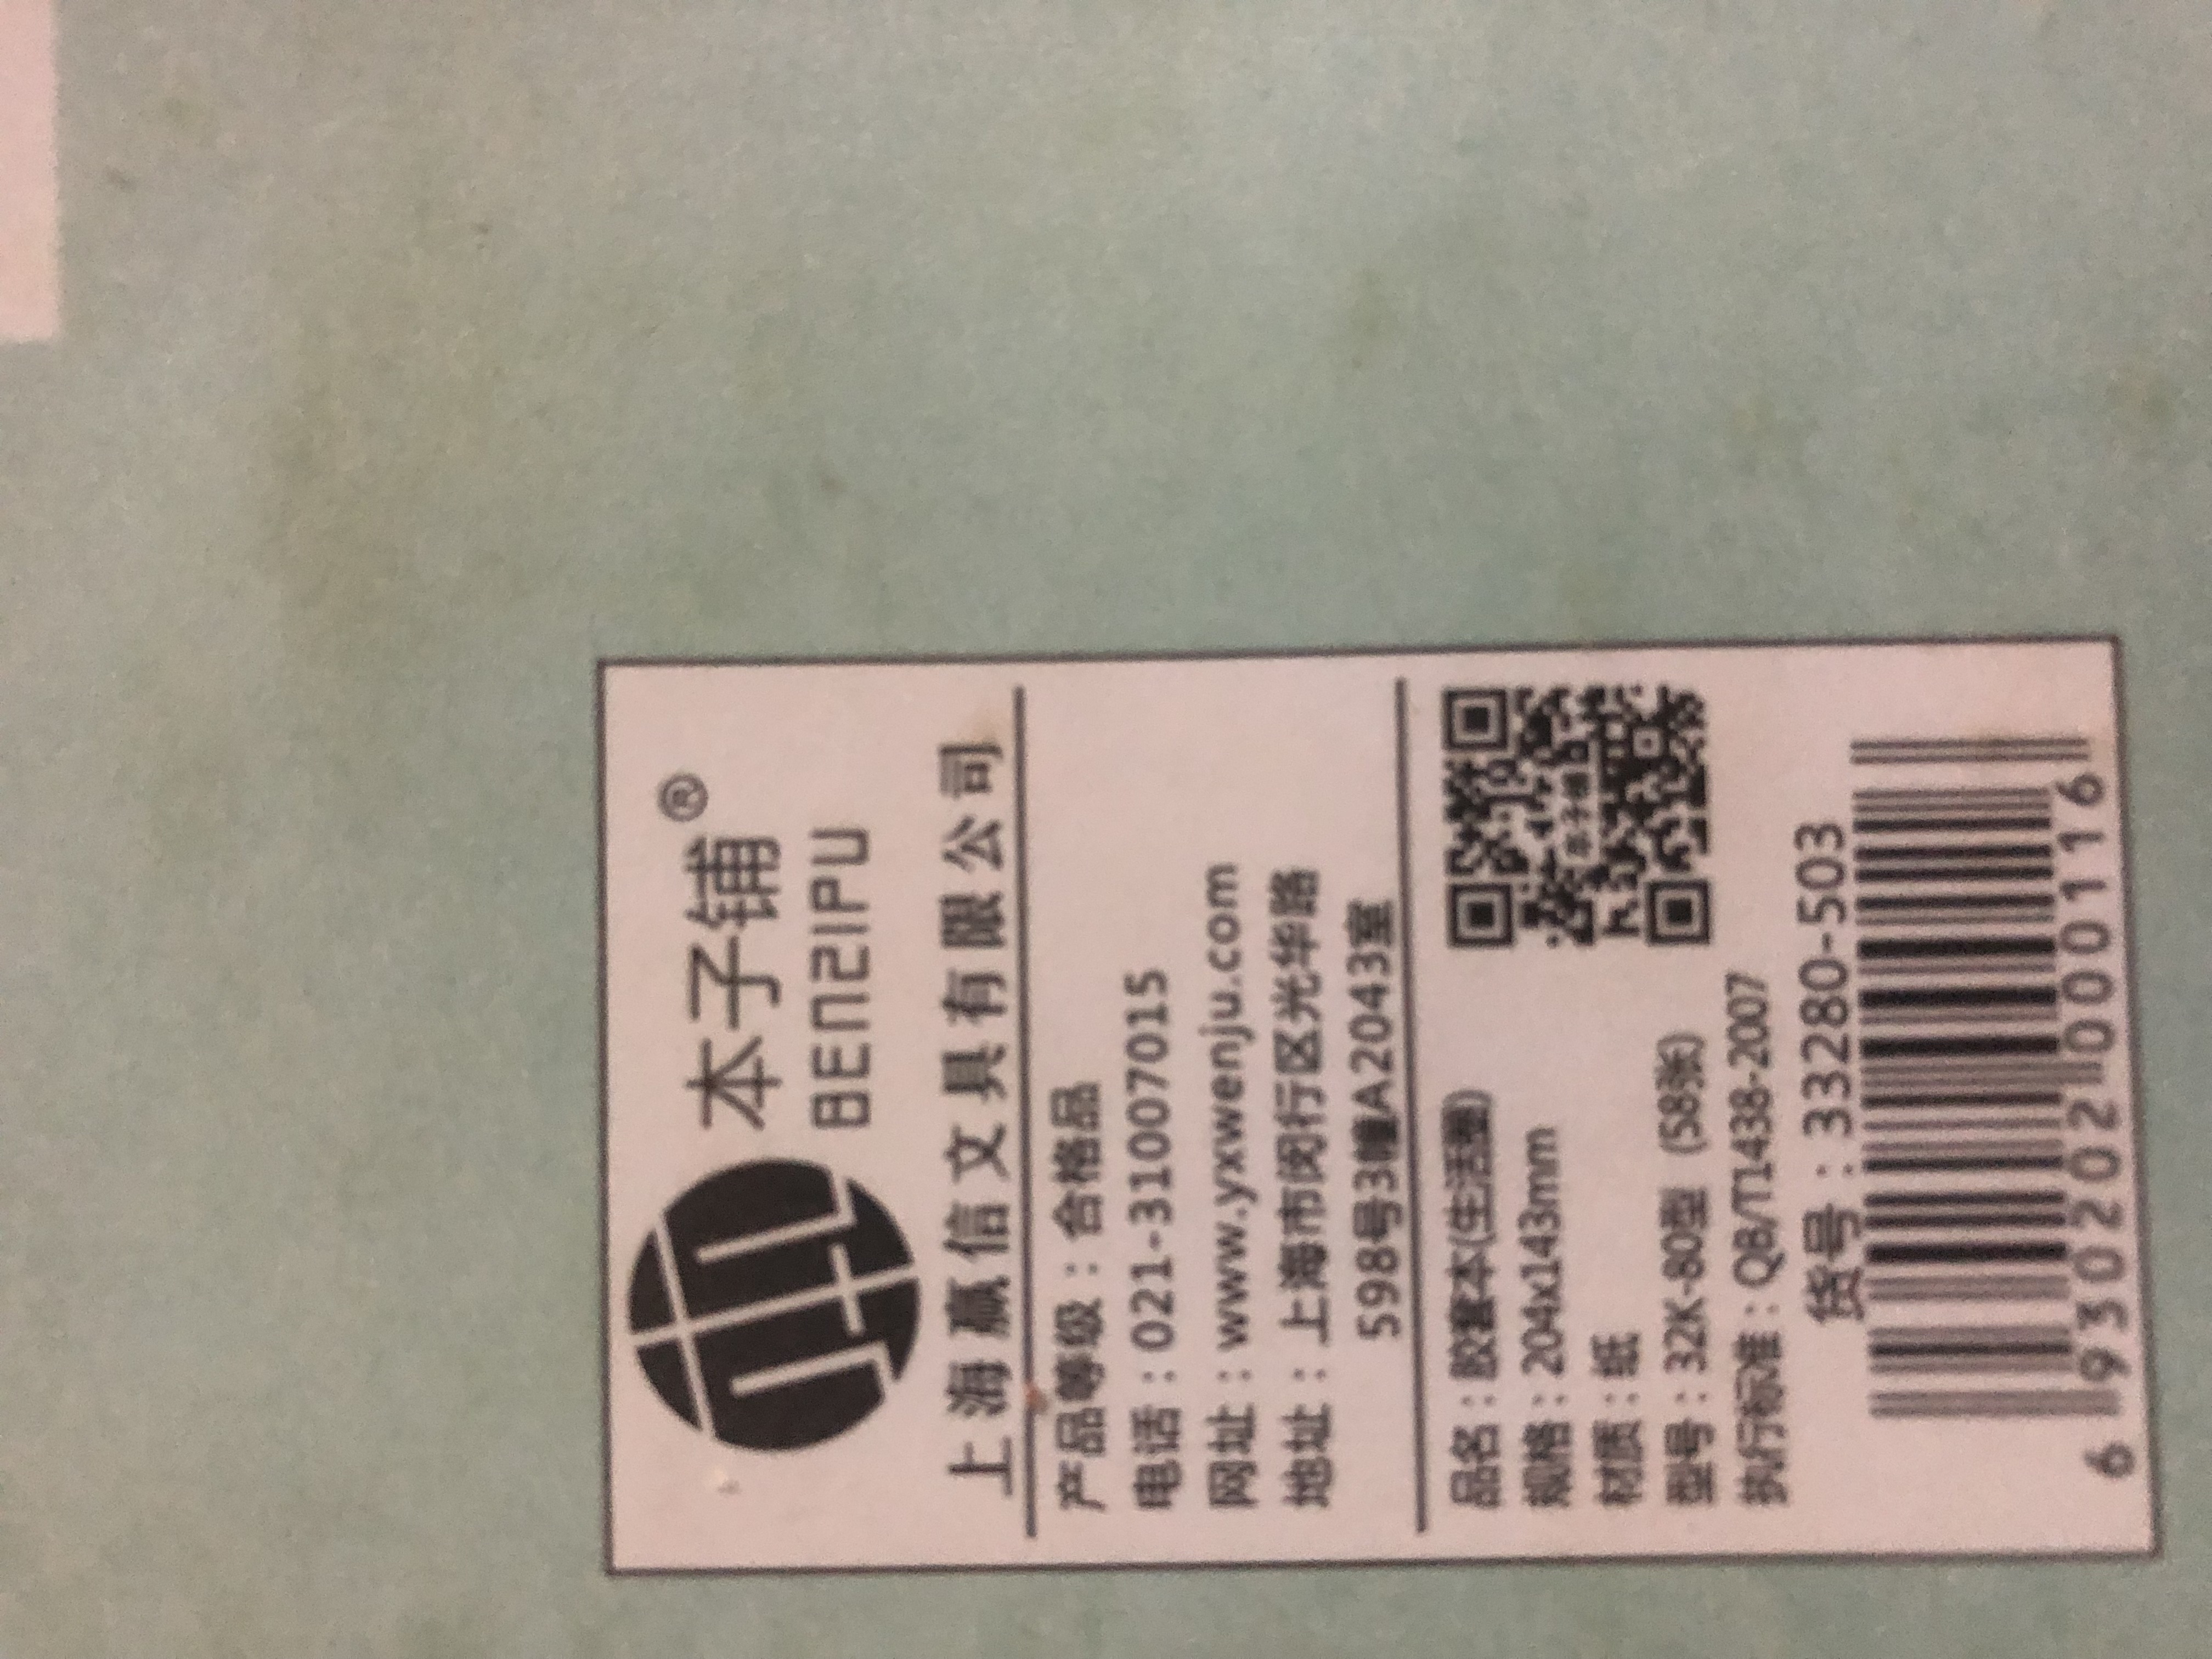 本子铺®
BENZIPU
上海赢信文具有限公司
产品等级：合格品
电话：021-31007015
网址：www.yxwenju.com
地址：上海市闵行区光华路
598号3幢A2043室
品名：胶套本(生活圈)
规格：204x143mm
材质：纸
型号：32K-80型 (58张)
执行标准：QB/T1438-2007
本子铺
货号：33280-503
6 930202 000116